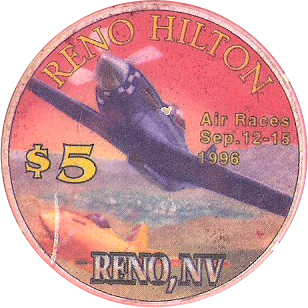 RENO HILTON
Air Races
Sep. 12-15
1996
$5
RENO, NV